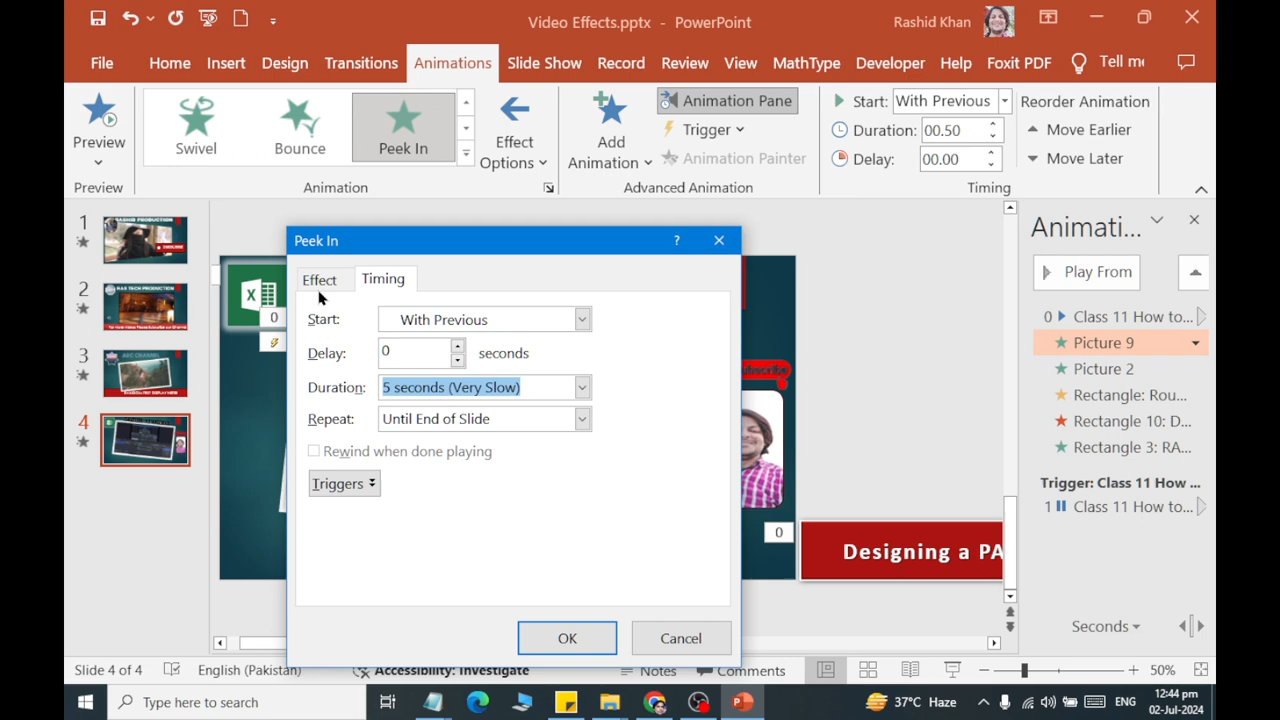 Video Effects.pptx - PowerPoint
Rashid Khan
File
Home
Insert
Design
Transitions
Animations
Slide Show
Record
Review
View
MathType
Developer
Help
Foxit PDF
Tell me
Preview
Swivel
Bounce
Peek In
Effect
Options
Add
Animation
Animation Pane
Trigger
Animation Painter
Start:
With Previous
Duration:
00.50
Delay:
00.00
Reorder Animation
Move Earlier
Move Later
Preview
Animation
Advanced Animation
Timing
1
2
3
4
0
Peek In
?
Effect
Timing
Start:
With Previous
Delay:
0
seconds
Duration:
5 seconds (Very Slow)
Repeat:
Until End of Slide
Rewind when done playing
Triggers
OK
Cancel
0
Designing a PA
Animati...
Play From
0 Class 11 How to...
Picture 9
Picture 2
Rectangle: Rou...
Rectangle 10: D...
Rectangle 3: RA...
Trigger: Class 11 How ...
1 Class 11 How to...
Seconds
Slide 4 of 4
English (Pakistan)
Accessibility: Investigate
Notes
Comments
50%
Type here to search
37°C Haze
ENG
12:44 pm
02-Jul-2024